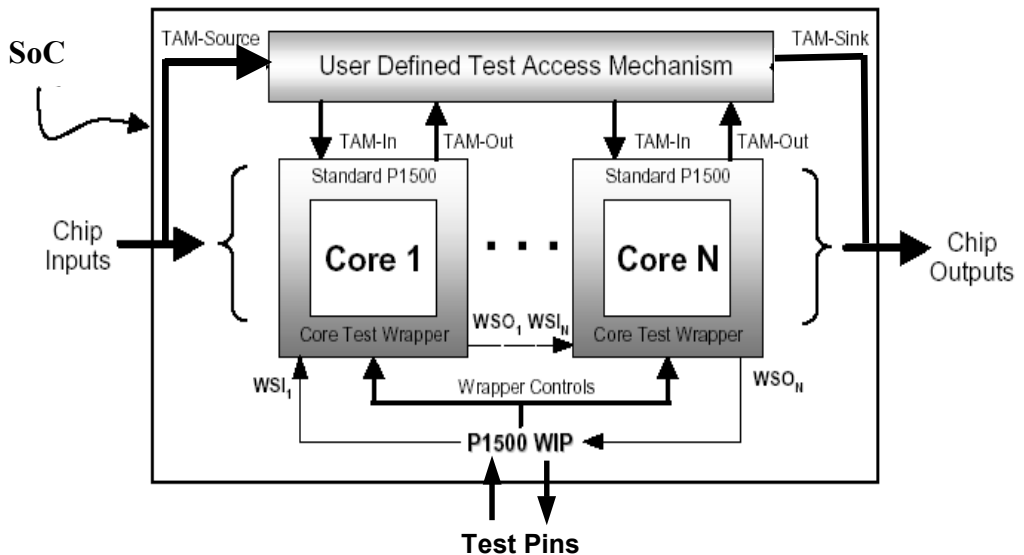 SoC
TAM-Source
TAM-Sink
User Defined Test Access Mechanism
TAM-In
TAM-Out
TAM-In
TAM-Out
Standard P1500
Standard P1500
Chip
Inputs
Core 1
. . .
Core N
Chip
Outputs
Core Test Wrapper
WSO1 WSIN
Core Test Wrapper
WSI1
Wrapper Controls
WSON
P1500 WIP
Test Pins